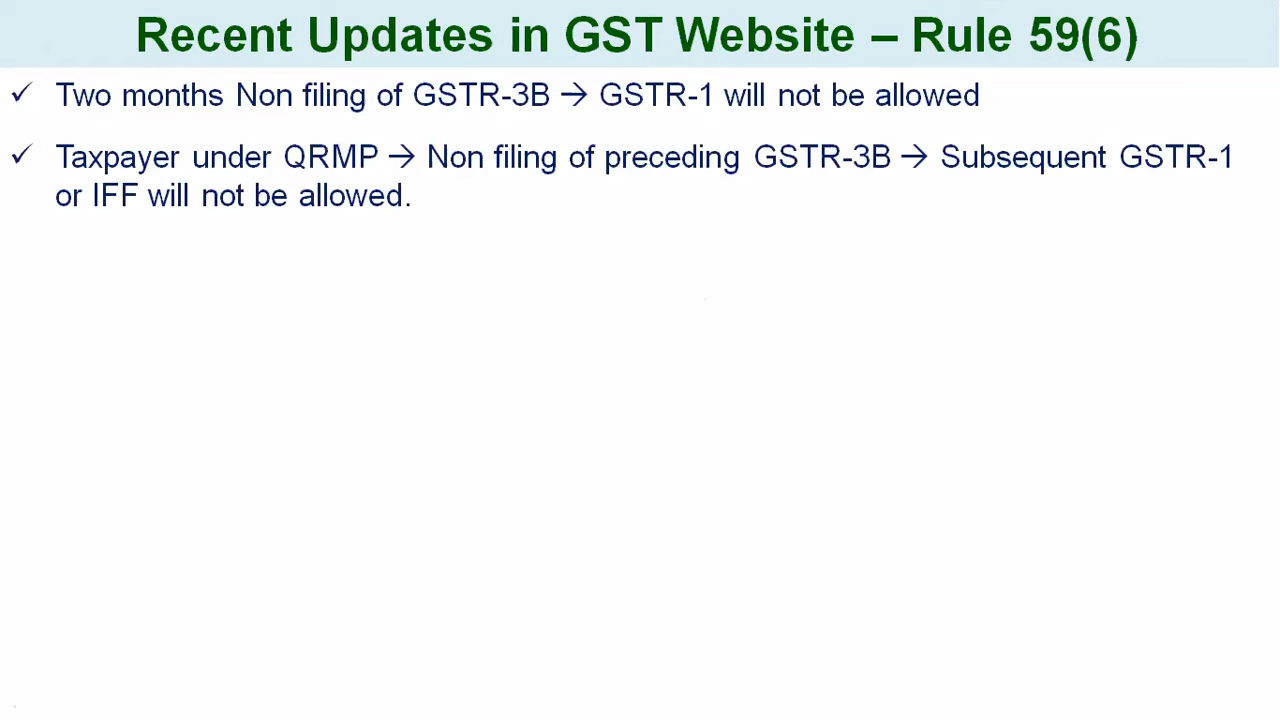 Recent Updates in GST Website – Rule 59(6)
✓ Two months Non filing of GSTR-3B → GSTR-1 will not be allowed
✓ Taxpayer under QRMP → Non filing of preceding GSTR-3B → Subsequent GSTR-1
or IFF will not be allowed.